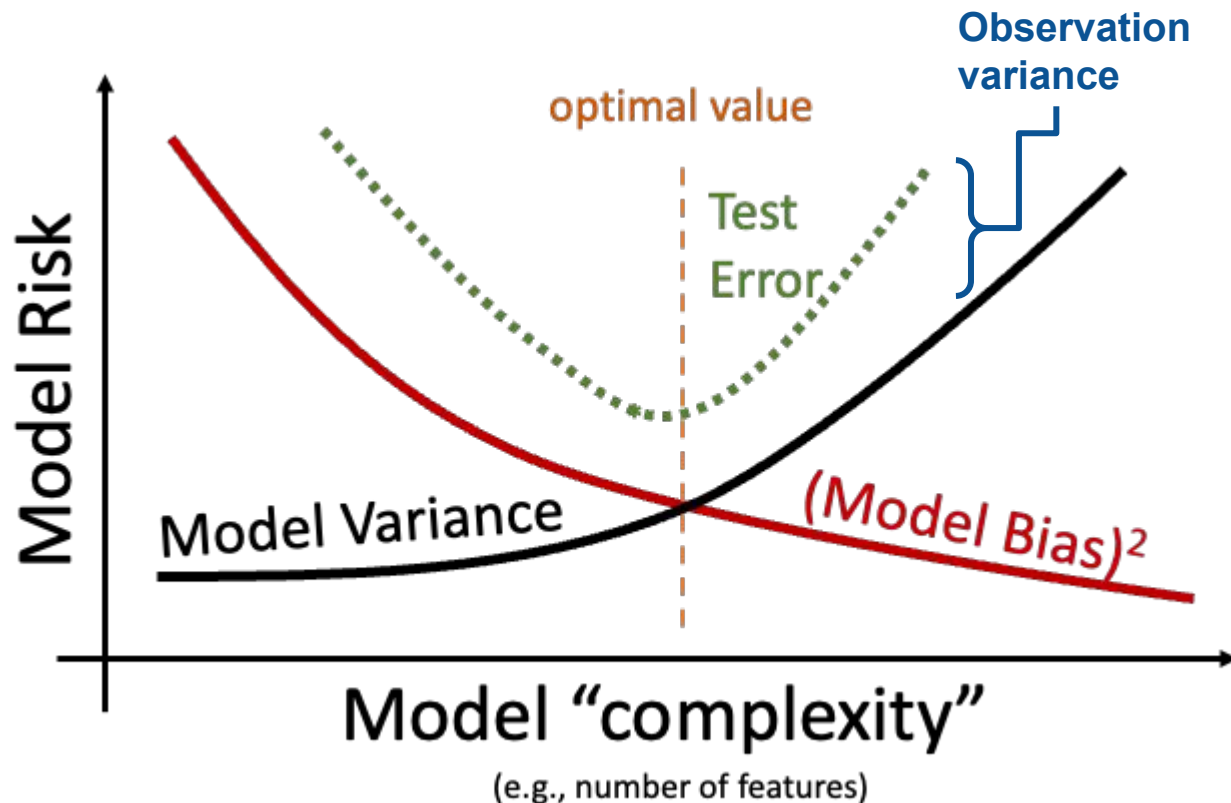 Observation
variance
optimal value
Test
Error
Model Risk
Model Variance
(Model Bias)²
Model “complexity”
(e.g., number of features)